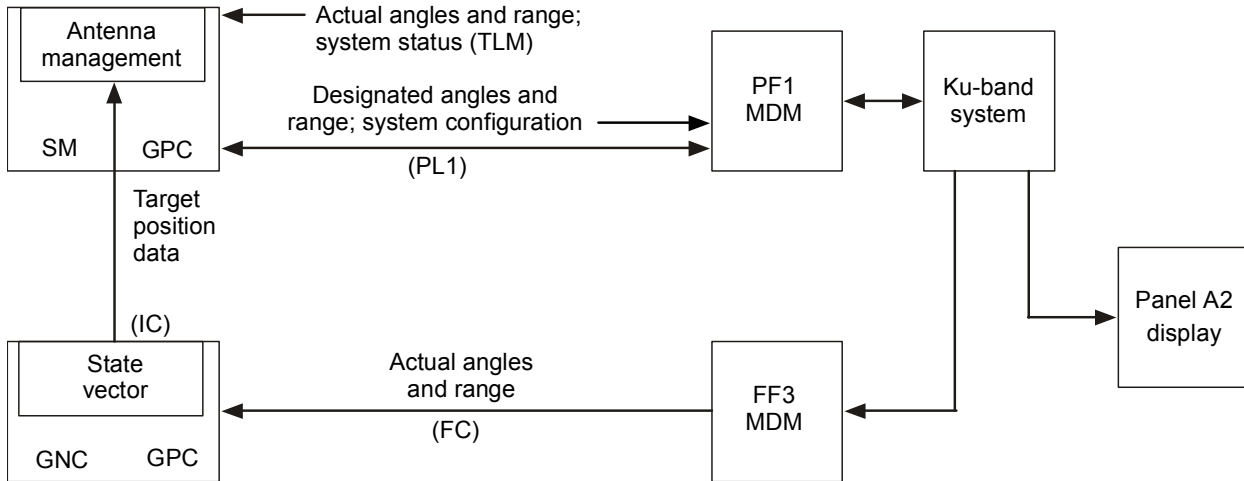 Antenna
management
SM GPC
Actual angles and range;
system status (TLM)
Designated angles and
range; system configuration
(PL1)
PF1
MDM
Ku-band
system
Target
position
data
(IC)
Panel A2
display
State
vector
GNC GPC
Actual angles
and range
(FC)
FF3
MDM